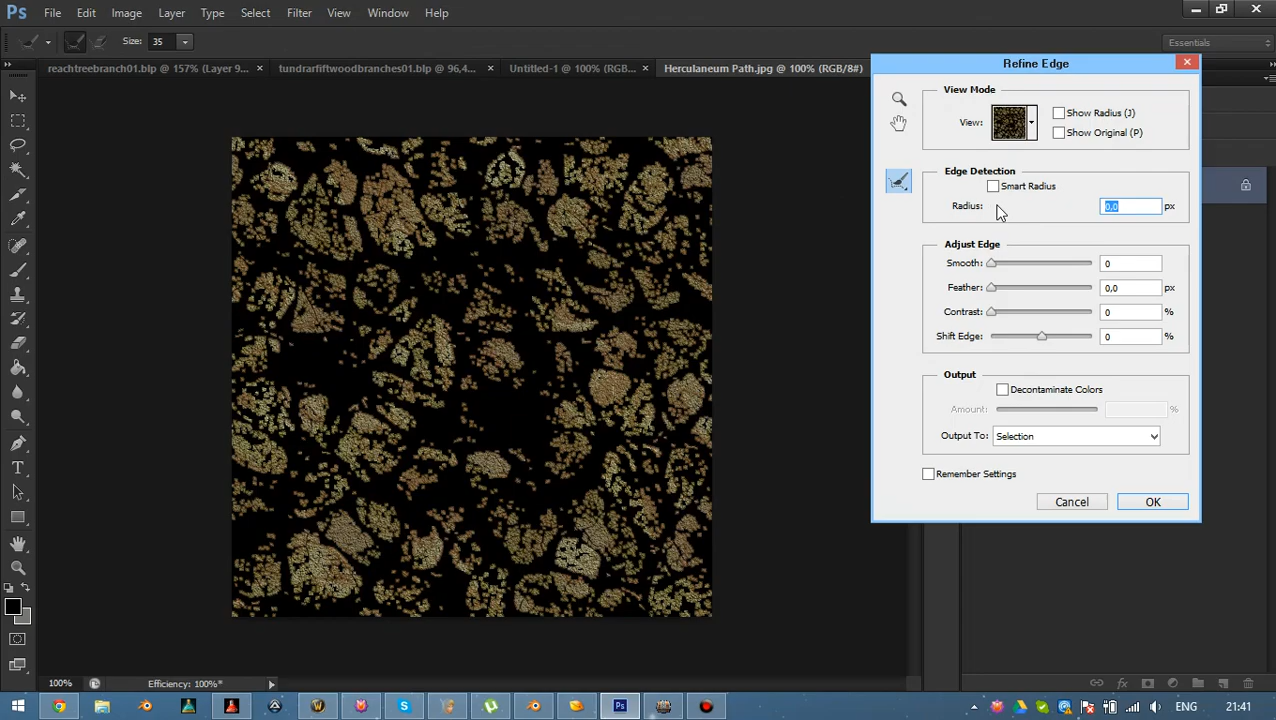 Ps File Edit Image Layer Type Select Filter View Window Help
Size: 35 Essentials
reachtreebranch01.blp @ 157% (Layer 9... × tundrarfiftwoodbranches01.blp @ 96,4... × Untitled-1 @ 100% (RGB/8... × Herculaneum Path.jpg @ 100% (RGB/8#)
Refine Edge
View Mode
View:
Show Radius (J)
Show Original (P)
Edge Detection
Smart Radius
Radius: 0,0 px
Adjust Edge
Smooth: 0
Feather: 0,0 px
Contrast: 0 %
Shift Edge: 0 %
Output
Decontaminate Colors
Amount: %
Output To: Selection
Remember Settings
Cancel OK
100% Efficiency: 100%*
ENG 21:41